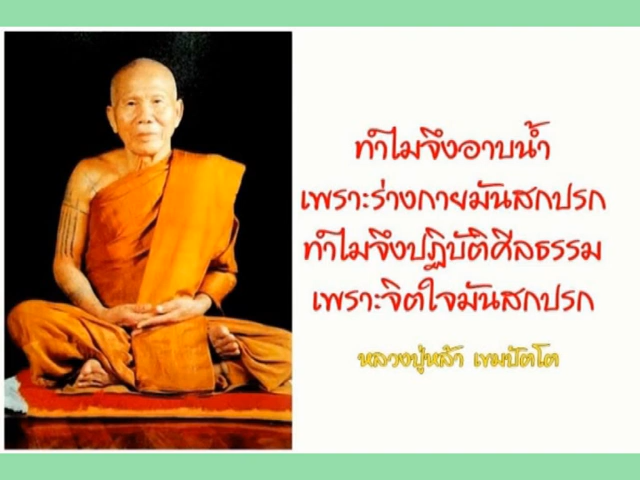 ทำไมจึงอาบน้ำ
เพราะร่างกายมันสกปรก
ทำไมจึงปฏิบัติศีลธรรม
เพราะจิตใจมันสกปรก
หลวงปู่หล้า เขมปัตโต